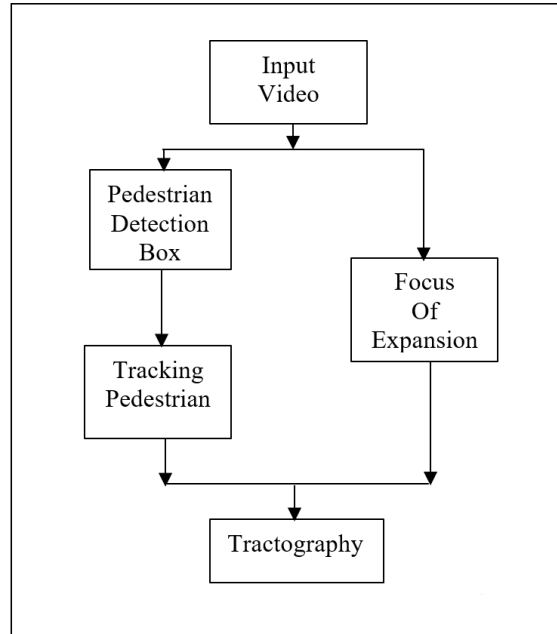 Input
Video
Pedestrian
Detection
Box
Focus
Of
Expansion
Tracking
Pedestrian
Tractography